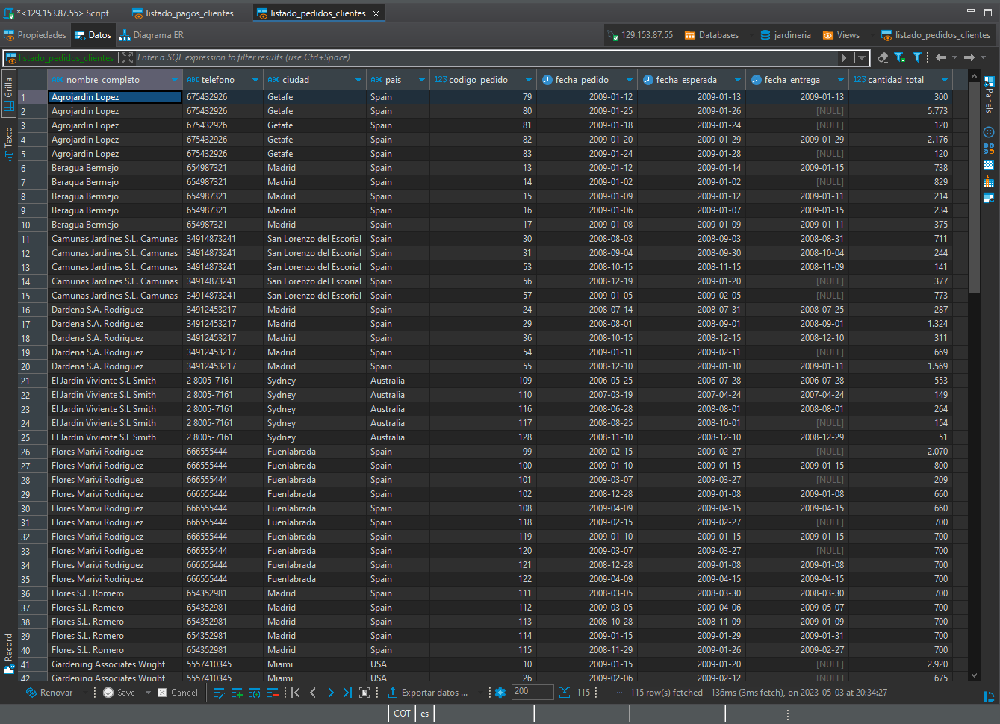 *<129.153.87.55> Script
listado_pagos_clientes
listado_pedidos_clientes
Propiedades Datos Diagrama ER 129.153.87.55 Databases jardineria Views listado_pedidos_clientes
listado_pedidos_clientes Enter a SQL expression to filter results (use Ctrl+Space)
Grilla
Texto
Record
Panels
ABC nombre_completo ABC telefono ABC ciudad ABC pais 123 codigo_pedido fecha_pedido fecha_esperada fecha_entrega 123 cantidad_total
1 Agrojardin Lopez 675432926 Getafe Spain 79 2009-01-12 2009-01-13 2009-01-13 300
2 Agrojardin Lopez 675432926 Getafe Spain 80 2009-01-25 2009-01-26 [NULL] 5.773
3 Agrojardin Lopez 675432926 Getafe Spain 81 2009-01-18 2009-01-24 [NULL] 120
4 Agrojardin Lopez 675432926 Getafe Spain 82 2009-01-20 2009-01-29 2009-01-29 2.176
5 Agrojardin Lopez 675432926 Getafe Spain 83 2009-01-24 2009-01-28 [NULL] 120
6 Beragua Bermejo 654987321 Madrid Spain 13 2009-01-12 2009-01-14 2009-01-15 738
7 Beragua Bermejo 654987321 Madrid Spain 14 2009-01-02 2009-01-02 [NULL] 829
8 Beragua Bermejo 654987321 Madrid Spain 15 2009-01-09 2009-01-12 2009-01-11 214
9 Beragua Bermejo 654987321 Madrid Spain 16 2009-01-06 2009-01-07 2009-01-15 234
10 Beragua Bermejo 654987321 Madrid Spain 17 2009-01-08 2009-01-09 2009-01-11 375
11 Camunas Jardines S.L. Camunas 34914873241 San Lorenzo del Escorial Spain 30 2008-08-03 2008-09-03 2008-08-31 711
12 Camunas Jardines S.L. Camunas 34914873241 San Lorenzo del Escorial Spain 31 2008-09-04 2008-09-30 2008-10-04 244
13 Camunas Jardines S.L. Camunas 34914873241 San Lorenzo del Escorial Spain 53 2008-10-15 2008-11-15 2008-11-09 141
14 Camunas Jardines S.L. Camunas 34914873241 San Lorenzo del Escorial Spain 56 2008-12-19 2009-01-20 [NULL] 377
15 Camunas Jardines S.L. Camunas 34914873241 San Lorenzo del Escorial Spain 57 2009-01-05 2009-02-05 [NULL] 773
16 Dardena S.A. Rodriguez 34912453217 Madrid Spain 24 2008-07-14 2008-07-31 2008-07-25 287
17 Dardena S.A. Rodriguez 34912453217 Madrid Spain 29 2008-08-01 2008-09-01 2008-09-01 1.324
18 Dardena S.A. Rodriguez 34912453217 Madrid Spain 36 2008-10-15 2008-12-15 2008-12-10 311
19 Dardena S.A. Rodriguez 34912453217 Madrid Spain 54 2009-01-11 2009-02-11 [NULL] 669
20 Dardena S.A. Rodriguez 34912453217 Madrid Spain 55 2008-12-10 2009-01-10 2009-01-11 1.569
21 El Jardin Viviente S.L Smith 2 8005-7161 Sydney Australia 109 2006-05-25 2006-07-28 2006-07-28 553
22 El Jardin Viviente S.L Smith 2 8005-7161 Sydney Australia 110 2007-03-19 2007-04-24 2007-04-24 149
23 El Jardin Viviente S.L Smith 2 8005-7161 Sydney Australia 116 2008-06-28 2008-08-01 2008-08-01 264
24 El Jardin Viviente S.L Smith 2 8005-7161 Sydney Australia 117 2008-08-25 2008-10-01 [NULL] 154
25 El Jardin Viviente S.L Smith 2 8005-7161 Sydney Australia 128 2008-11-10 2008-12-10 2008-12-29 51
26 Flores Marivi Rodriguez 666555444 Fuenlabrada Spain 99 2009-02-15 2009-02-27 [NULL] 2.070
27 Flores Marivi Rodriguez 666555444 Fuenlabrada Spain 100 2009-01-10 2009-01-15 2009-01-15 800
28 Flores Marivi Rodriguez 666555444 Fuenlabrada Spain 101 2009-03-07 2009-03-27 [NULL] 209
29 Flores Marivi Rodriguez 666555444 Fuenlabrada Spain 102 2008-12-28 2009-01-08 2009-01-08 660
30 Flores Marivi Rodriguez 666555444 Fuenlabrada Spain 108 2009-04-09 2009-04-15 2009-04-15 660
31 Flores Marivi Rodriguez 666555444 Fuenlabrada Spain 118 2009-02-15 2009-02-27 [NULL] 700
32 Flores Marivi Rodriguez 666555444 Fuenlabrada Spain 119 2009-01-10 2009-01-15 2009-01-15 700
33 Flores Marivi Rodriguez 666555444 Fuenlabrada Spain 120 2009-03-07 2009-03-27 [NULL] 700
34 Flores Marivi Rodriguez 666555444 Fuenlabrada Spain 121 2008-12-28 2009-01-08 2009-01-08 700
35 Flores Marivi Rodriguez 666555444 Fuenlabrada Spain 122 2009-04-09 2009-04-15 2009-04-15 700
36 Flores S.L. Romero 654352981 Madrid Spain 111 2008-03-05 2008-03-30 2008-03-30 700
37 Flores S.L. Romero 654352981 Madrid Spain 112 2009-03-05 2009-04-06 2009-05-07 700
38 Flores S.L. Romero 654352981 Madrid Spain 113 2008-10-28 2008-11-09 2009-01-09 700
39 Flores S.L. Romero 654352981 Madrid Spain 114 2009-01-15 2009-01-29 2009-01-31 700
40 Flores S.L. Romero 654352981 Madrid Spain 115 2008-11-29 2009-01-26 2009-02-27 700
41 Gardening Associates Wright 5557410345 Miami USA 10 2009-01-15 2009-01-20 [NULL] 2.920
42 Gardening Associates Wright 5557410345 Miami USA 26 2009-02-06 2009-02-12 [NULL] 675
Renovar Save Cancel Exportar datos ... 200 115 115 row(s) fetched - 136ms (3ms fetch), on 2023-05-03 at 20:34:27
COT es